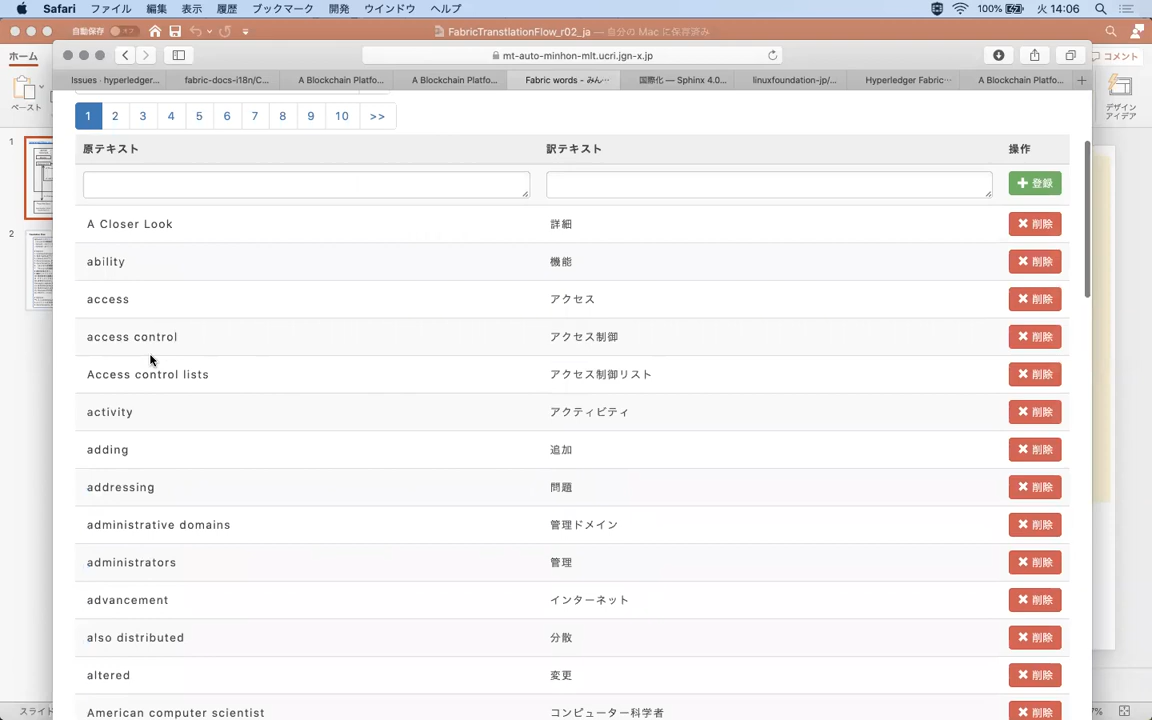 Safari ファイル 編集 表示 履歴 ブックマーク 開発 ウインドウ ヘルプ 100% 火 14:06
自動保存 オフ FabricTranstlationFlow_r02_ja — この Mac に保存済み
ホーム mt-auto-minhon-mlt.ucri.jgn-x.jp コメント
Issues · hyperledger... fabric-docs-i18n/C... A Blockchain Platfo... A Blockchain Platfo... Fabric words - みん... 国際化 — Sphinx 4.0... linuxfoundation-jp/... Hyperledger Fabric... A Blockchain Platfo...
ペースト
デザイン
アイデア
1 2 3 4 5 6 7 8 9 10 >>
原テキスト 訳テキスト 操作
登録
A Closer Look 詳細 削除
ability 機能 削除
access アクセス 削除
access control アクセス制御 削除
Access control lists アクセス制御リスト 削除
activity アクティビティ 削除
adding 追加 削除
addressing 問題 削除
administrative domains 管理ドメイン 削除
administrators 管理 削除
advancement インターネット 削除
also distributed 分散 削除
altered 変更 削除
American computer scientist コンピューター科学者 削除
1
2
スライド